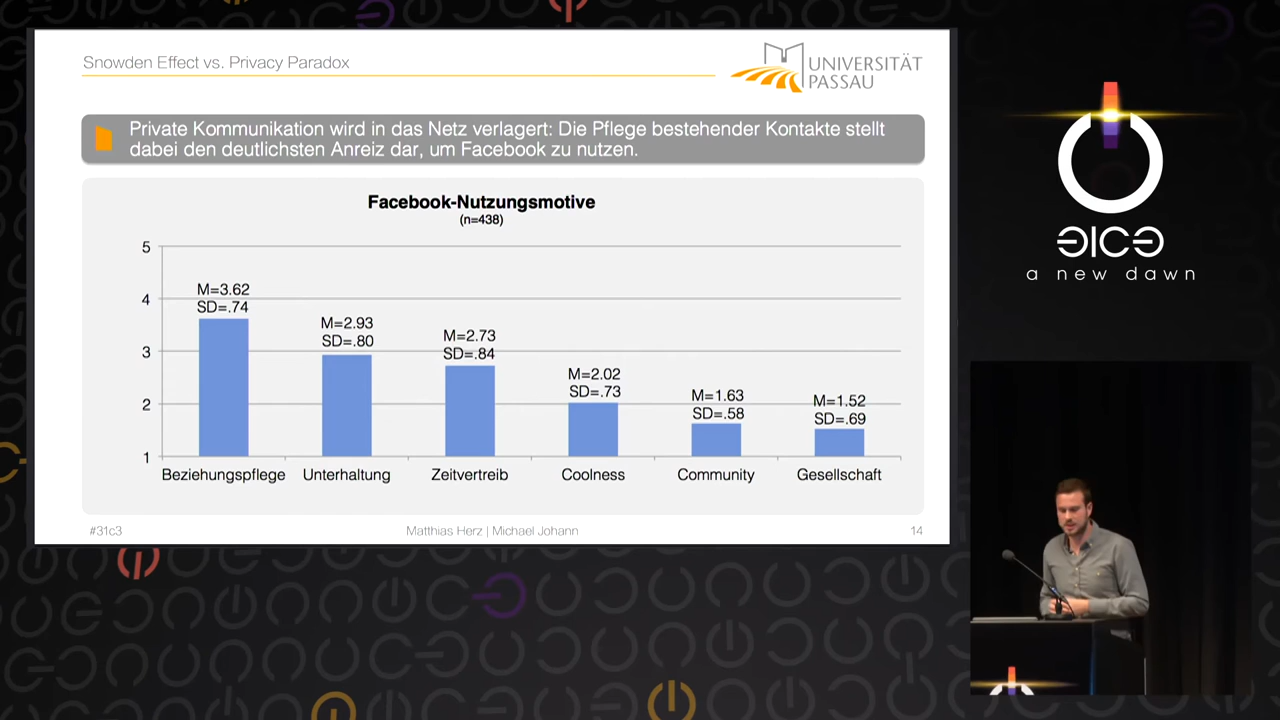 Snowden Effect vs. Privacy Paradox
UNIVERSITÄT
PASSAU
Private Kommunikation wird in das Netz verlagert: Die Pflege bestehender Kontakte stellt
dabei den deutlichsten Anreiz dar, um Facebook zu nutzen.
Facebook-Nutzungsmotive
(n=438)
5
4
3
2
1
M=3.62
SD=.74
M=2.93
SD=.80
M=2.73
SD=.84
M=2.02
SD=.73
M=1.63
SD=.58
M=1.52
SD=.69
Beziehungspflege
Unterhaltung
Zeitvertreib
Coolness
Community
Gesellschaft
#31c3
Matthias Herz | Michael Johann
14
a new dawn